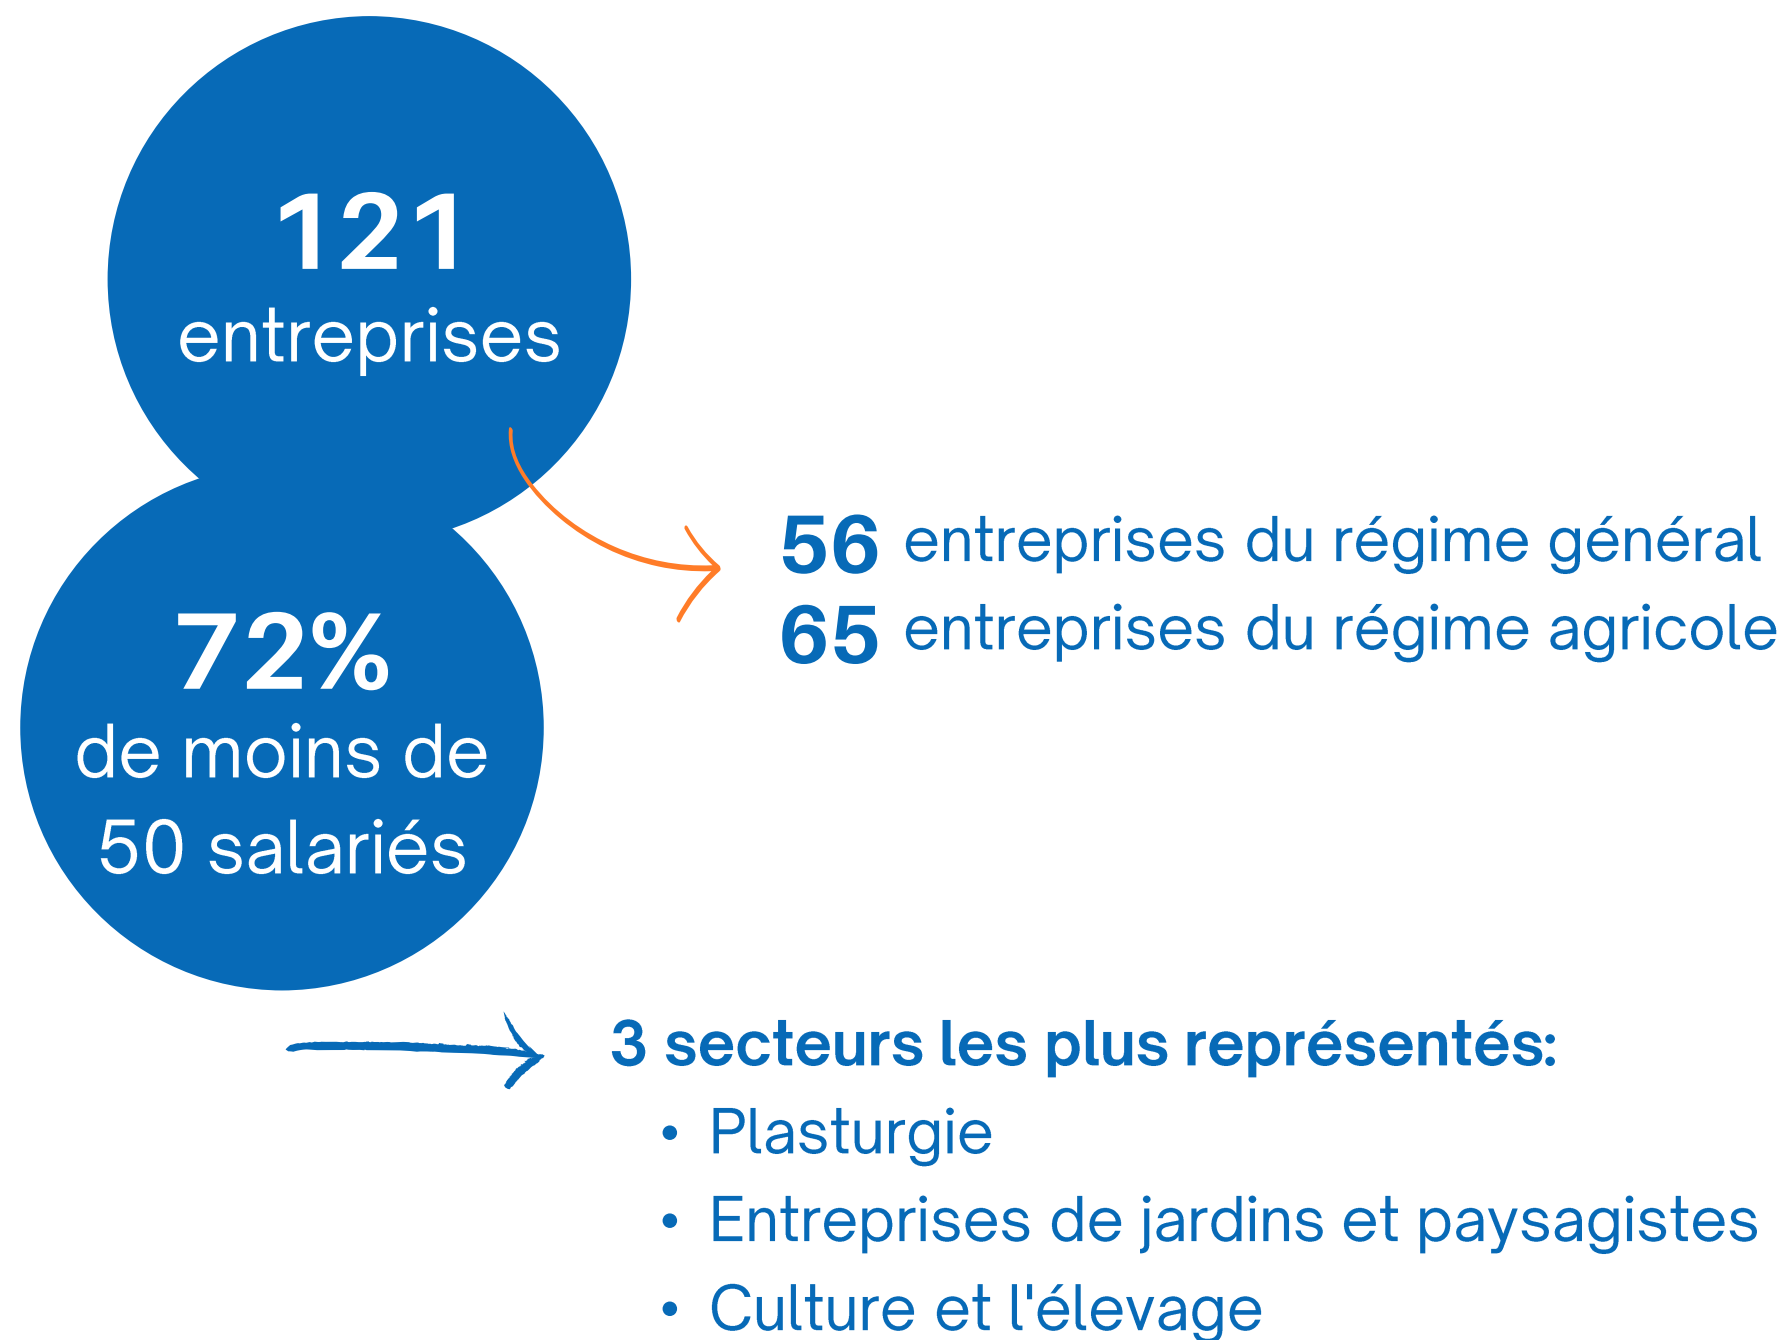 121
entreprises
72%
de moins de
50 salariés
56 entreprises du régime général
65 entreprises du régime agricole
3 secteurs les plus représentés:
• Plasturgie
• Entreprises de jardins et paysagistes
• Culture et l'élevage